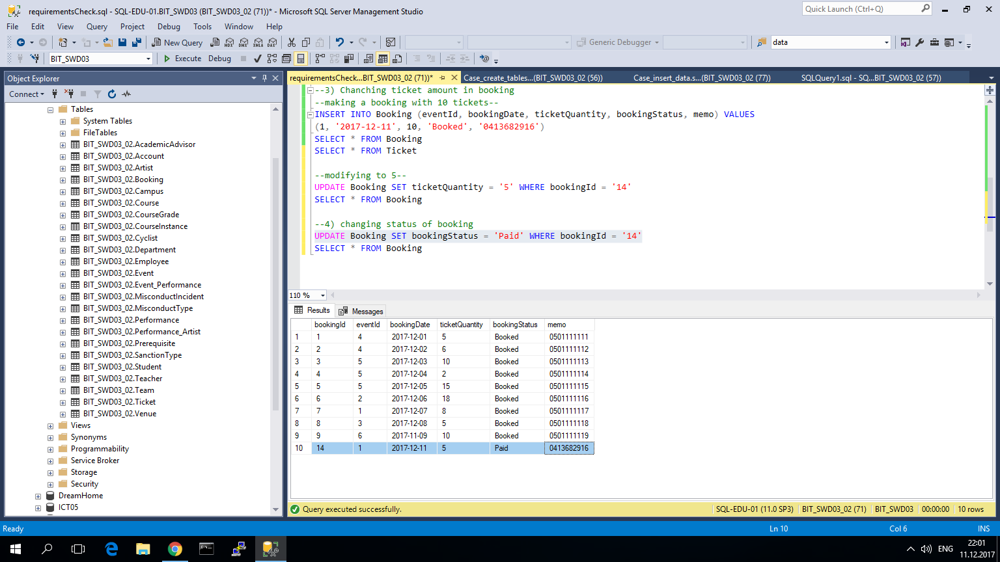 requirementsCheck.sql - SQL-EDU-01.BIT_SWD03 (BIT_SWD03_02 (71))* - Microsoft SQL Server Management Studio
Quick Launch (Ctrl+Q)
File Edit View Query Project Debug Tools Window Help
New Query MDX DMX XMLA DAX Generic Debugger data
BIT_SWD03 Execute Debug
Object Explorer
requirementsCheck...BIT_SWD03_02 (71))* Case_create_tables...(BIT_SWD03_02 (56)) Case_insert_data.s...(BIT_SWD03_02 (77)) SQLQuery1.sql - SQ...BIT_SWD03_02 (57))
Connect
Tables
System Tables
FileTables
BIT_SWD03_02.AcademicAdvisor
BIT_SWD03_02.Account
BIT_SWD03_02.Artist
BIT_SWD03_02.Booking
BIT_SWD03_02.Campus
BIT_SWD03_02.Course
BIT_SWD03_02.CourseGrade
BIT_SWD03_02.CourseInstance
BIT_SWD03_02.Cyclist
BIT_SWD03_02.Department
BIT_SWD03_02.Employee
BIT_SWD03_02.Event
BIT_SWD03_02.Event_Performance
BIT_SWD03_02.MisconductIncident
BIT_SWD03_02.MisconductType
BIT_SWD03_02.Performance
BIT_SWD03_02.Performance_Artist
BIT_SWD03_02.Prerequisite
BIT_SWD03_02.SanctionType
BIT_SWD03_02.Student
BIT_SWD03_02.Teacher
BIT_SWD03_02.Team
BIT_SWD03_02.Ticket
BIT_SWD03_02.Venue
Views
Synonyms
Programmability
Service Broker
Storage
Security
DreamHome
ICT05
--3) Chanching ticket amount in booking
--making a booking with 10 tickets--
INSERT INTO Booking (eventId, bookingDate, ticketQuantity, bookingStatus, memo) VALUES
(1, '2017-12-11', 10, 'Booked', '0413682916')
SELECT * FROM Booking
SELECT * FROM Ticket
--modifying to 5--
UPDATE Booking SET ticketQuantity = '5' WHERE bookingId = '14'
SELECT * FROM Booking
--4) changing status of booking
UPDATE Booking SET bookingStatus = 'Paid' WHERE bookingId = '14'
SELECT * FROM Booking
110 %
Results Messages
bookingId eventId bookingDate ticketQuantity bookingStatus memo
1 1 4 2017-12-01 5 Booked 0501111111
2 2 4 2017-12-02 6 Booked 0501111112
3 3 5 2017-12-03 10 Booked 0501111113
4 4 5 2017-12-04 2 Booked 0501111114
5 5 5 2017-12-05 15 Booked 0501111115
6 6 2 2017-12-06 18 Booked 0501111116
7 7 1 2017-12-07 8 Booked 0501111117
8 8 3 2017-12-08 5 Booked 0501111118
9 9 6 2017-11-09 10 Booked 0501111119
10 14 1 2017-12-11 5 Paid 0413682916
Query executed successfully. SQL-EDU-01 (11.0 SP3) BIT_SWD03_02 (71) BIT_SWD03 00:00:00 10 rows
Ready Ln 10 Col 6 INS
ENG
22:01
11.12.2017